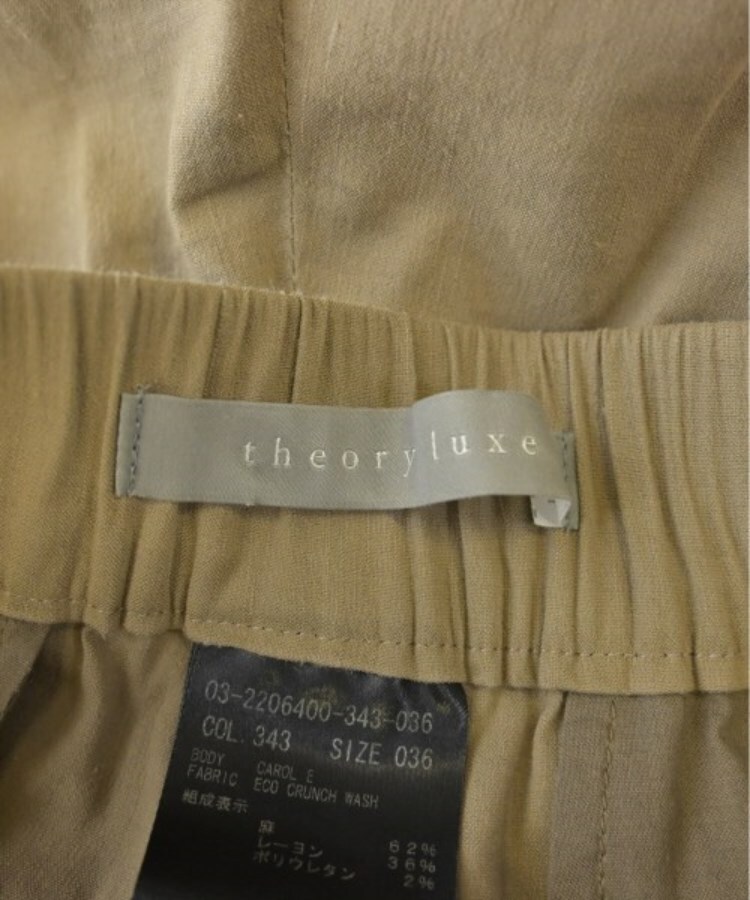 theory luxe
03-2206400-343-036
COL. 343 SIZE 036
BODY CAROL E
FABRIC ECO CRUNCH WASH
組成表示
麻 62%
レーヨン 36%
ポリウレタン 2%